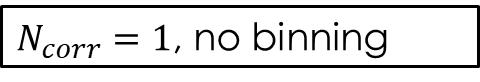 N_corr = 1, no binning